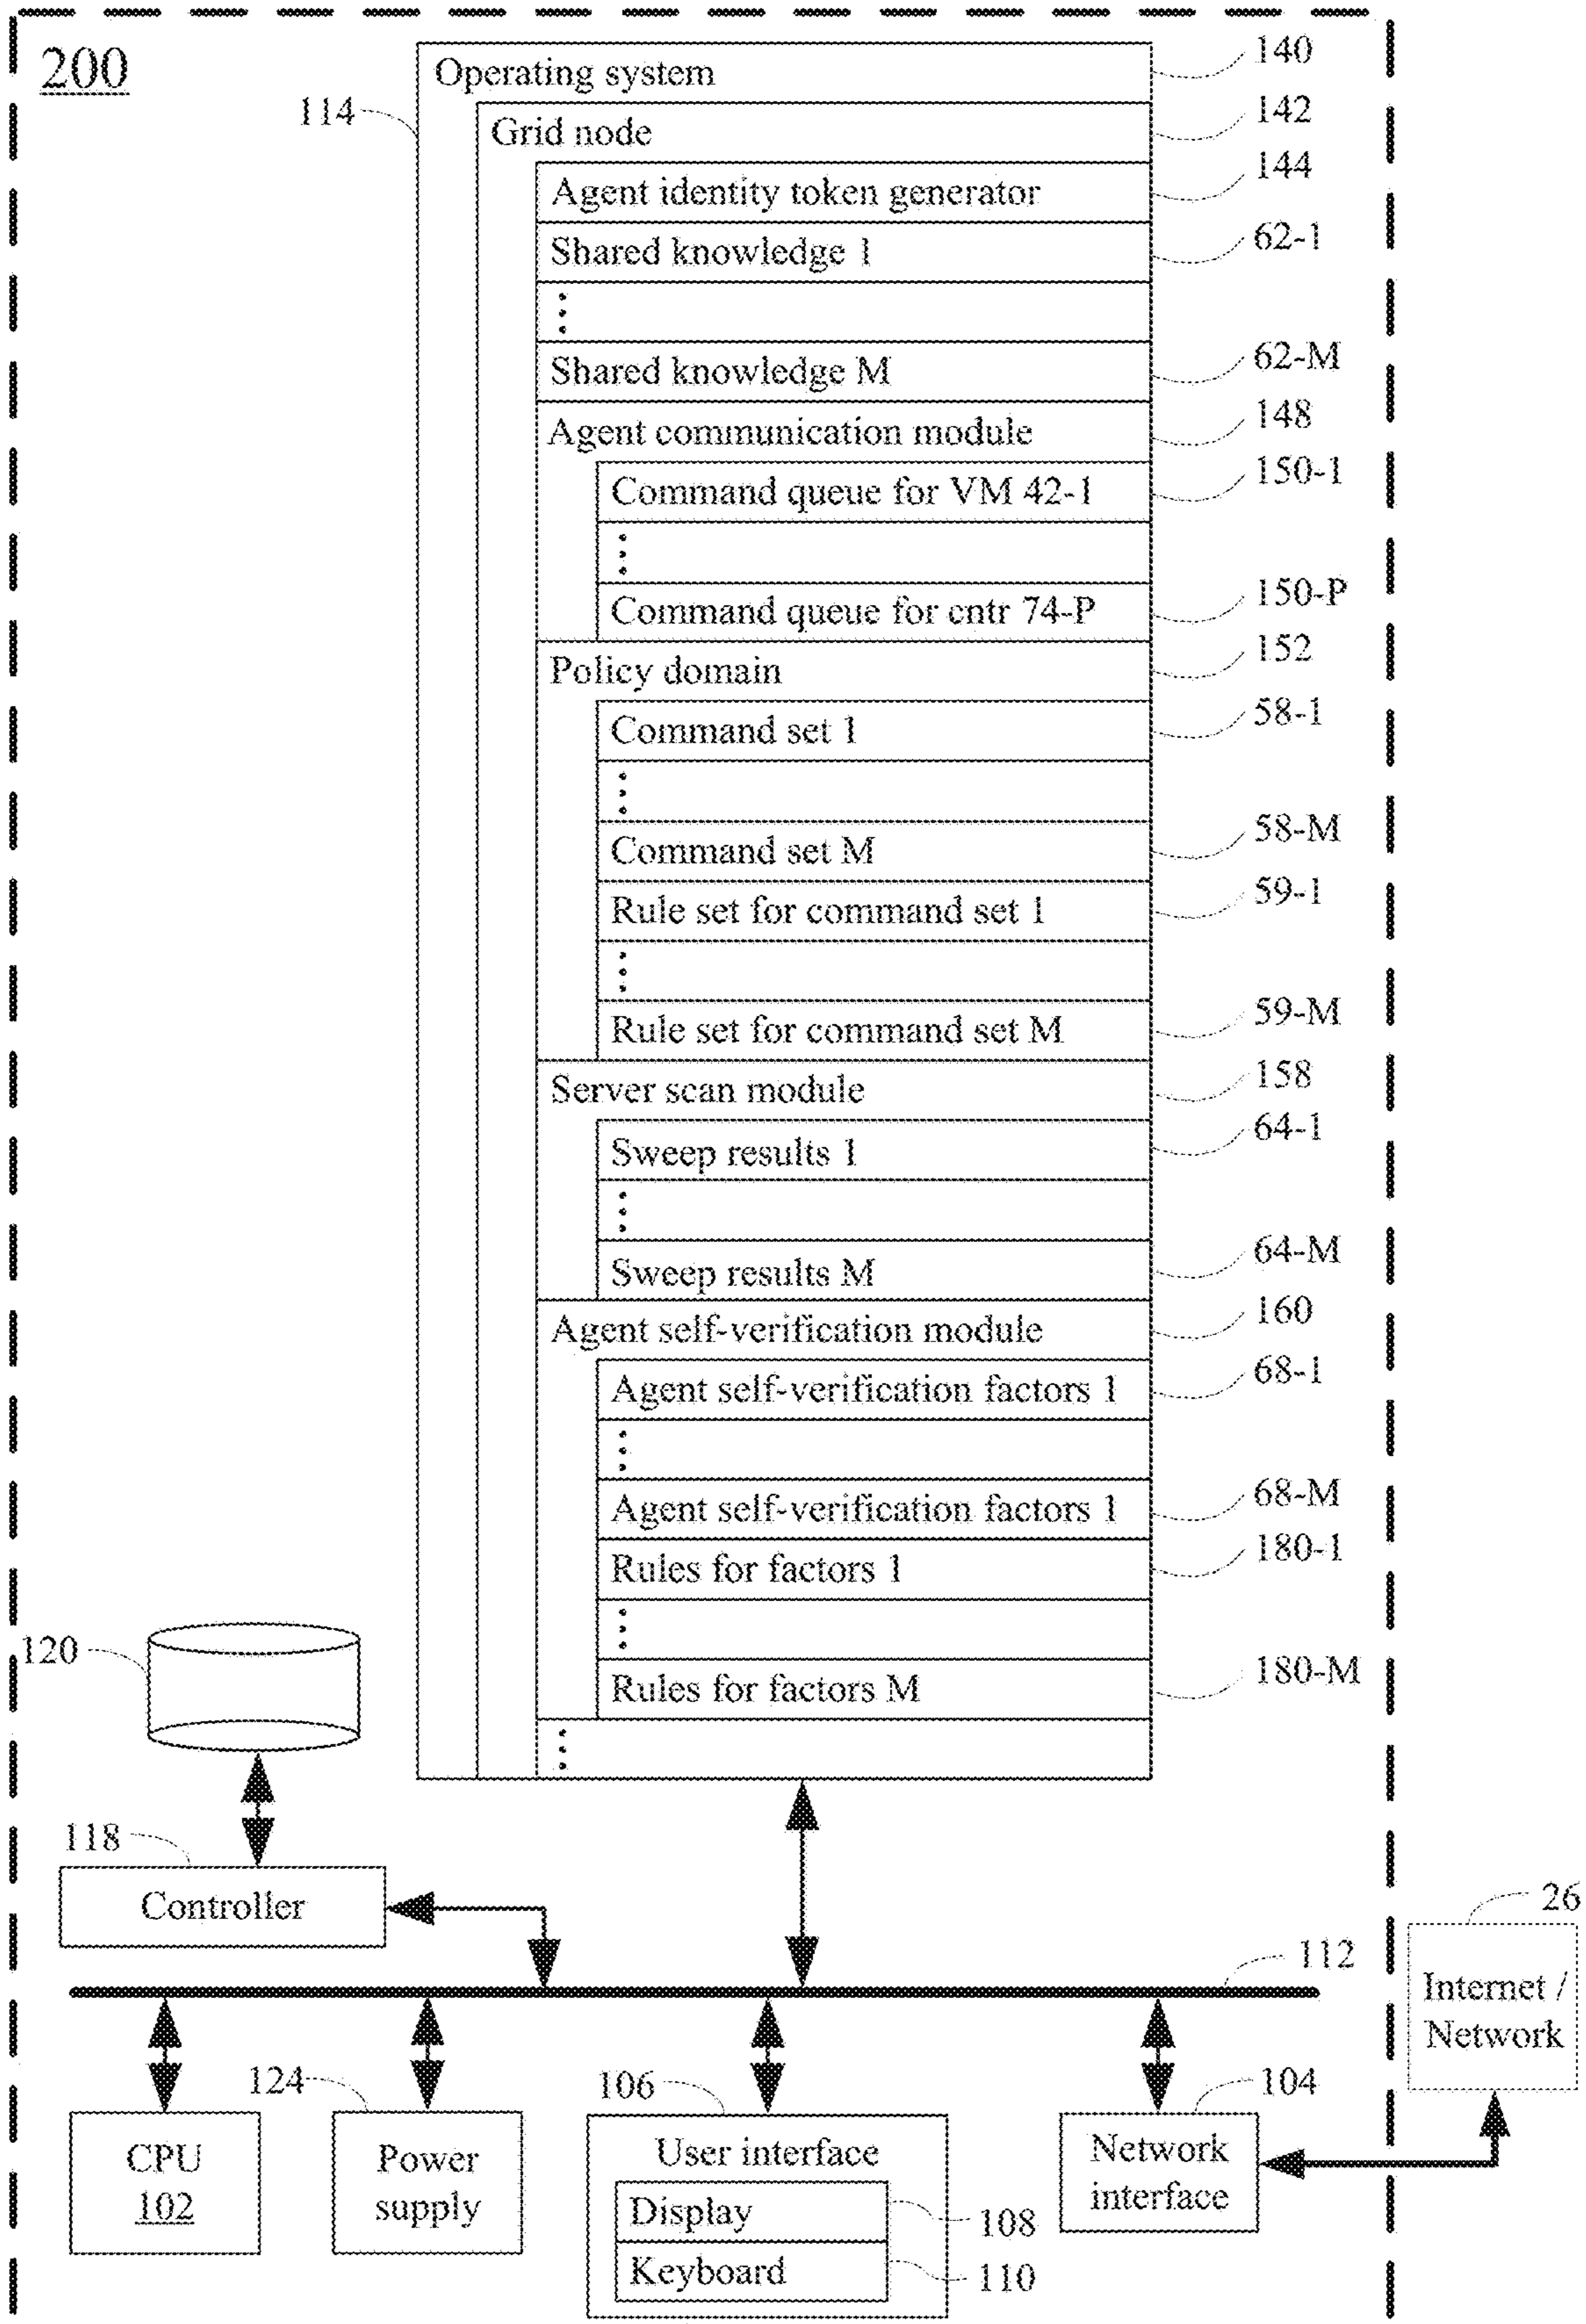 200
Operating system
140
114
Grid node
142
Agent identity token generator
144
Shared knowledge 1
62-1
Shared knowledge M
62-M
Agent communication module
148
Command queue for VM 42-1
150-1
Command queue for cntr 74-P
150-P
Policy domain
152
Command set 1
58-1
Command set M
58-M
Rule set for command set 1
59-1
Rule set for command set M
59-M
Server scan module
158
Sweep results 1
64-1
Sweep results M
64-M
Agent self-verification module
160
Agent self-verification factors 1
68-1
Agent self-verification factors 1
68-M
Rules for factors 1
180-1
Rules for factors M
180-M
120
118
Controller
26
Internet /
Network
112
124
106
104
CPU
102
Power
supply
User interface
Display
108
Keyboard
110
Network
interface